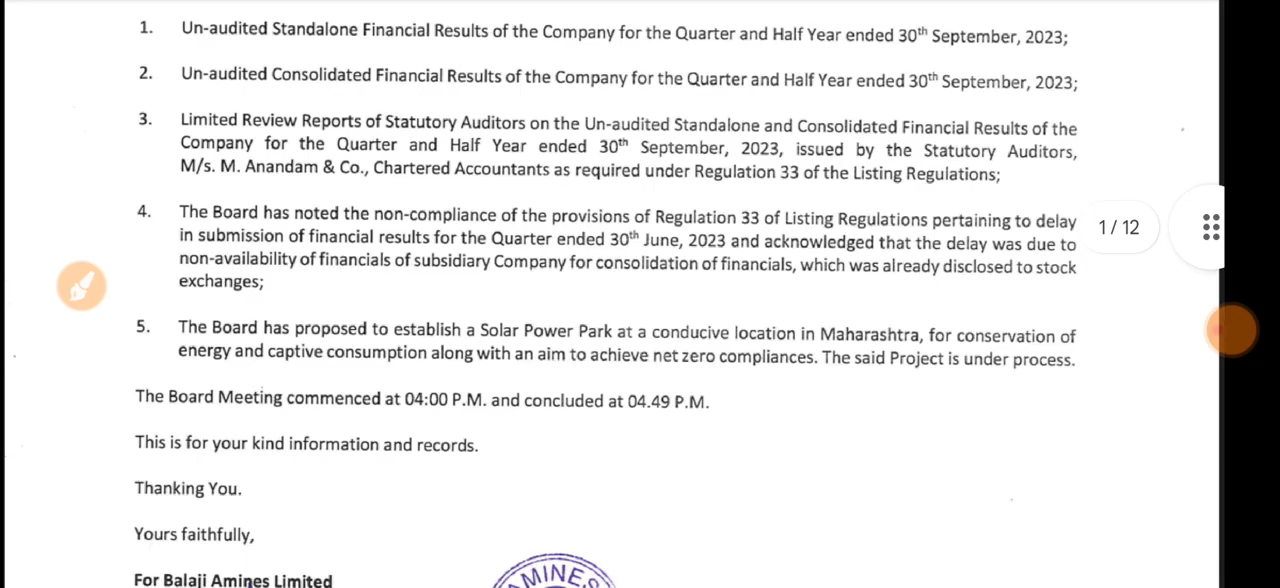 1. Un-audited Standalone Financial Results of the Company for the Quarter and Half Year ended 30th September, 2023;
2. Un-audited Consolidated Financial Results of the Company for the Quarter and Half Year ended 30th September, 2023;
3. Limited Review Reports of Statutory Auditors on the Un-audited Standalone and Consolidated Financial Results of the
Company for the Quarter and Half Year ended 30th September, 2023, issued by the Statutory Auditors,
M/s. M. Anandam & Co., Chartered Accountants as required under Regulation 33 of the Listing Regulations;
4. The Board has noted the non-compliance of the provisions of Regulation 33 of Listing Regulations pertaining to delay
in submission of financial results for the Quarter ended 30th June, 2023 and acknowledged that the delay was due to
non-availability of financials of subsidiary Company for consolidation of financials, which was already disclosed to stock
exchanges;
1 / 12
5. The Board has proposed to establish a Solar Power Park at a conducive location in Maharashtra, for conservation of
energy and captive consumption along with an aim to achieve net zero compliances. The said Project is under process.
The Board Meeting commenced at 04:00 P.M. and concluded at 04.49 P.M.
This is for your kind information and records.
Thanking You.
Yours faithfully,
For Balaji Amines Limited
AMINES